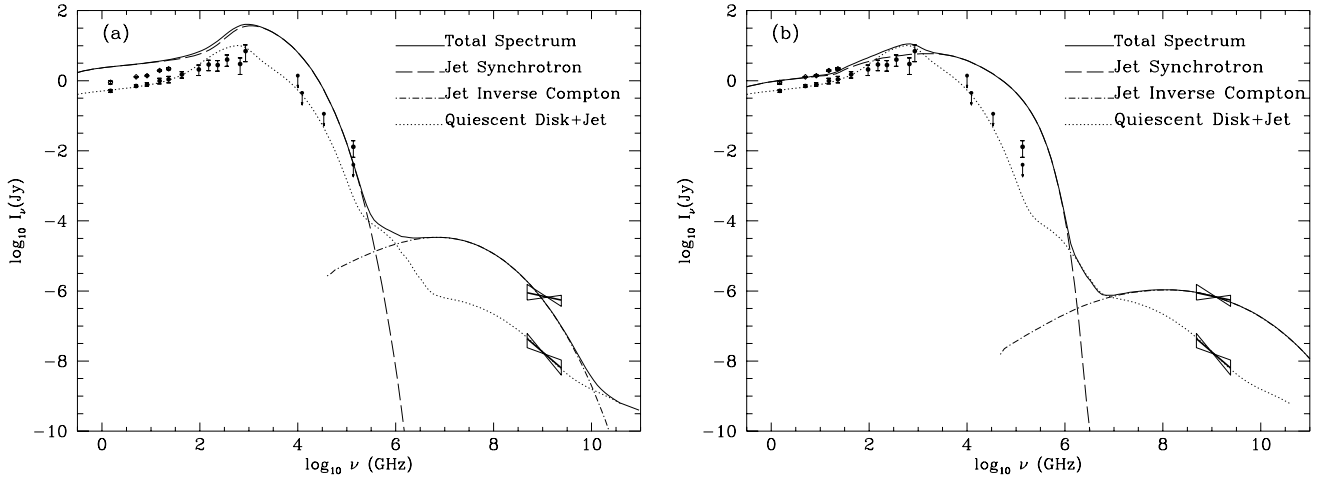 (a)
Total Spectrum
Jet Synchrotron
Jet Inverse Compton
Quiescent Disk+Jet
2
0
−2
−4
−6
−8
−10
log₁₀ Iν(Jy)
0 2 4 6 8 10
log₁₀ ν (GHz)
(b)
Total Spectrum
Jet Synchrotron
Jet Inverse Compton
Quiescent Disk+Jet
2
0
−2
−4
−6
−8
−10
log₁₀ Iν(Jy)
0 2 4 6 8 10
log₁₀ ν (GHz)